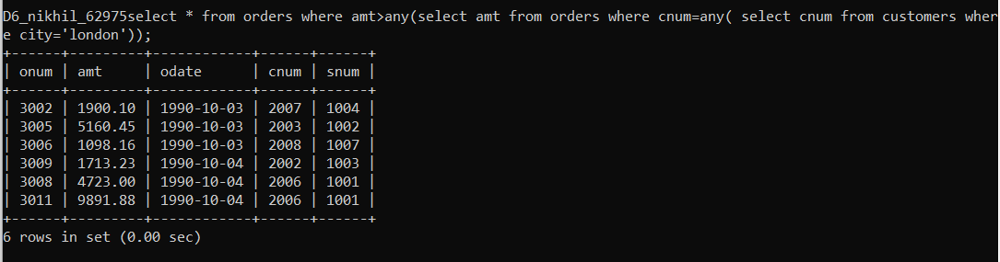 D6_nikhil_62975select * from orders where amt>any(select amt from orders where cnum=any( select cnum from customers wher
e city='london'));
+------+---------+------------+------+------+
| onum | amt     | odate      | cnum | snum |
+------+---------+------------+------+------+
| 3002 | 1900.10 | 1990-10-03 | 2007 | 1004 |
| 3005 | 5160.45 | 1990-10-03 | 2003 | 1002 |
| 3006 | 1098.16 | 1990-10-03 | 2008 | 1007 |
| 3009 | 1713.23 | 1990-10-04 | 2002 | 1003 |
| 3008 | 4723.00 | 1990-10-04 | 2006 | 1001 |
| 3011 | 9891.88 | 1990-10-04 | 2006 | 1001 |
+------+---------+------------+------+------+
6 rows in set (0.00 sec)